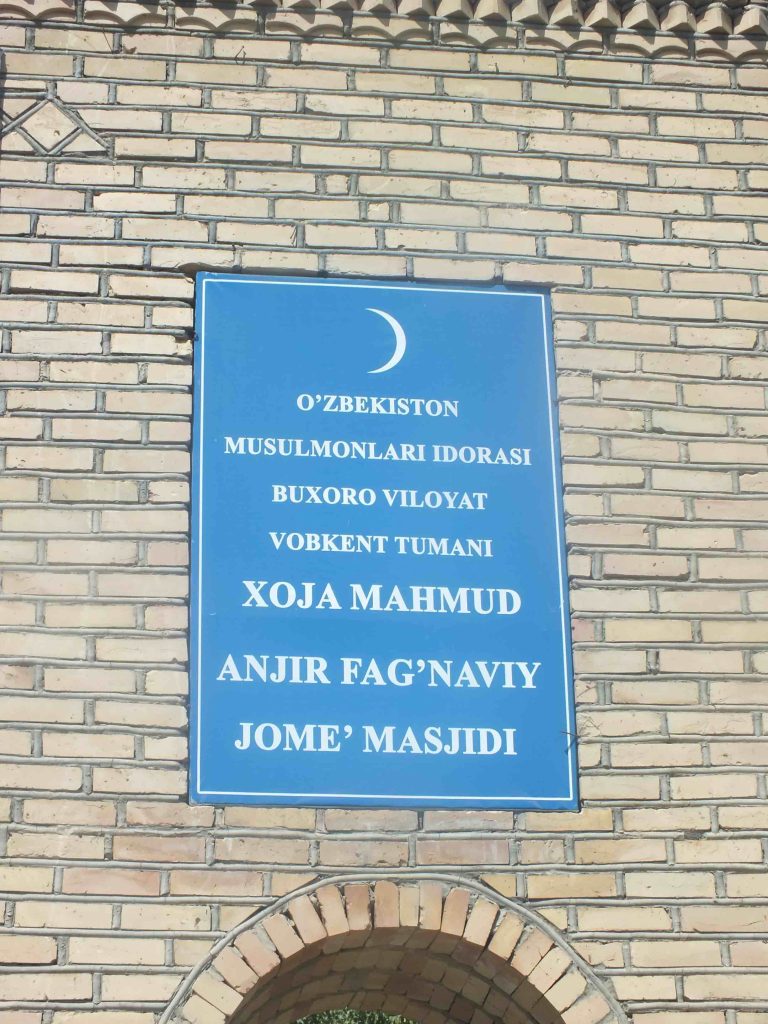 O’ZBEKISTON
MUSULMONLARI IDORASI
BUXORO VILOYAT
VOBKENT TUMANI
XOJA MAHMUD
ANJIR FAG’NAVIY
JOME’ MASJIDI